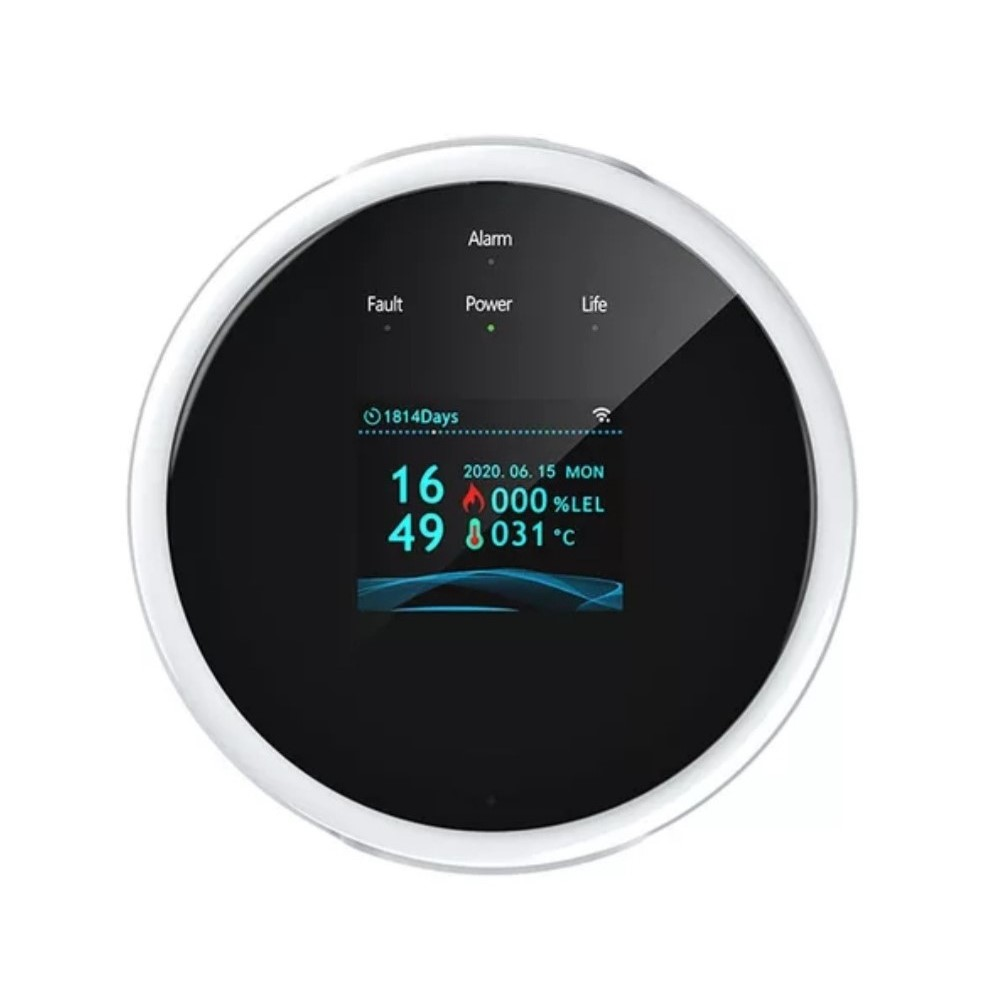 Alarm
Fault Power Life
1814Days
16 2020.06.15 MON
000 %LEL
49 031 °C